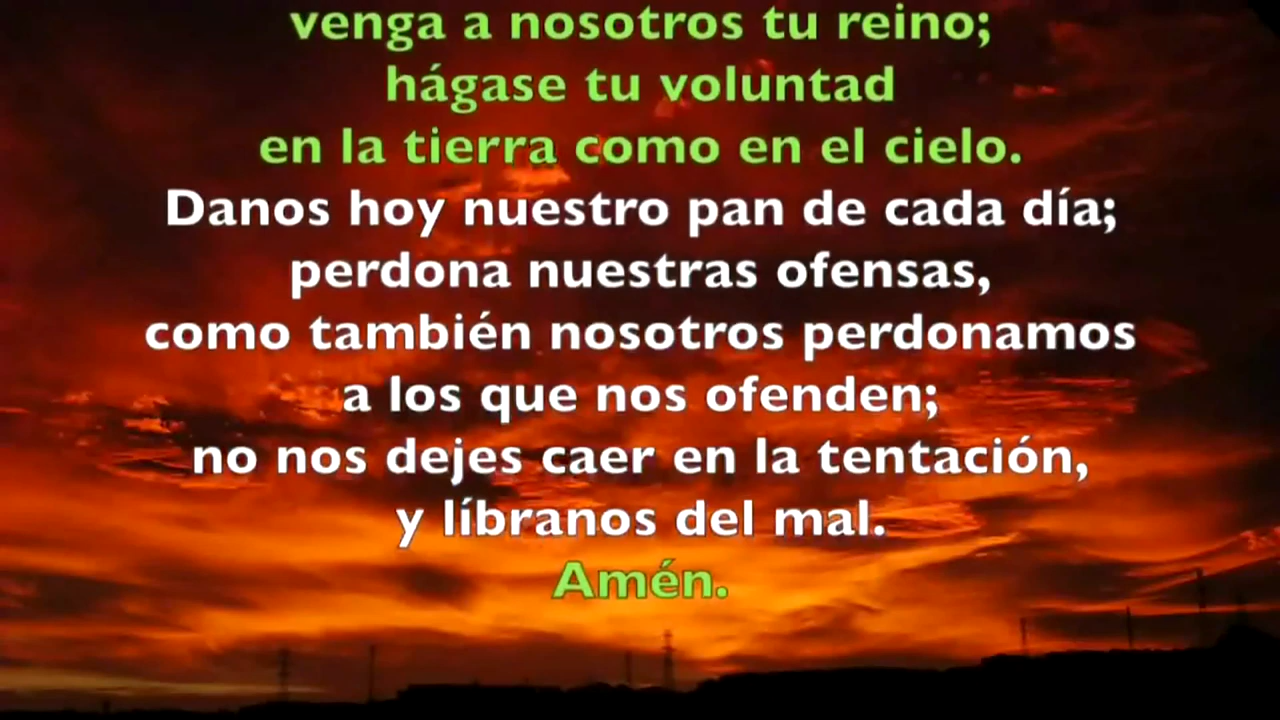 venga a nosotros tu reino;
hágase tu voluntad
en la tierra como en el cielo.
Danos hoy nuestro pan de cada día;
perdona nuestras ofensas,
como también nosotros perdonamos
a los que nos ofenden;
no nos dejes caer en la tentación,
y líbranos del mal.
Amén.